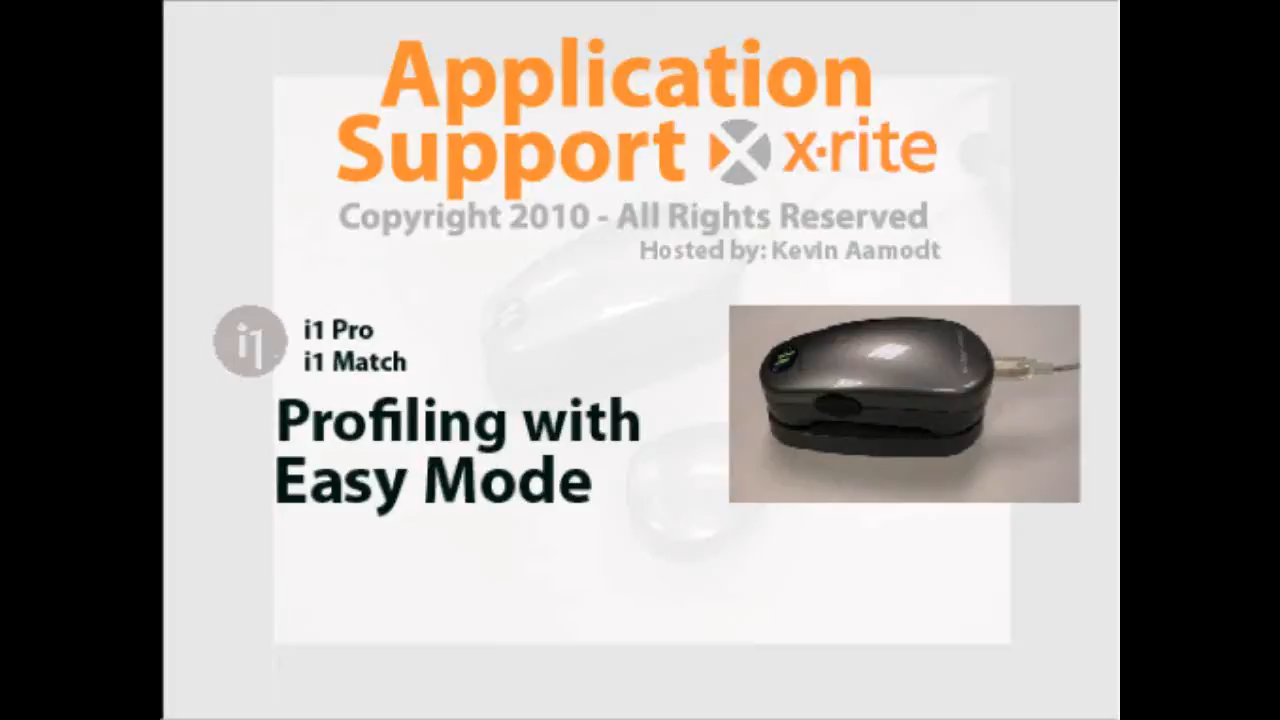 Application
Support x·rite
Copyright 2010 - All Rights Reserved
Hosted by: Kevin Aamodt
i1
i1 Pro
i1 Match
Profiling with
Easy Mode